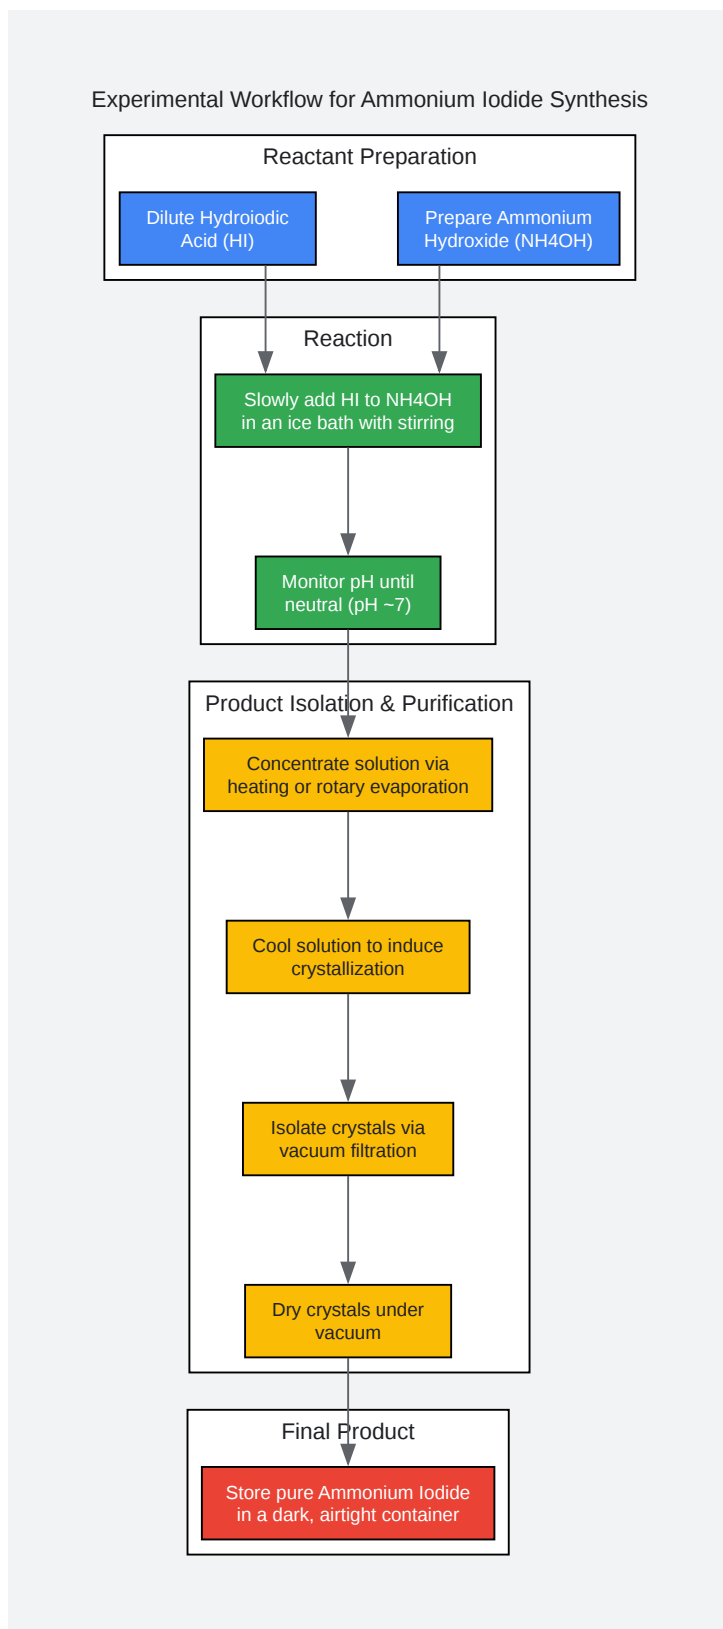 Experimental Workflow for Ammonium Iodide Synthesis
Reactant Preparation
Dilute Hydroiodic
Acid (HI)
Prepare Ammonium
Hydroxide (NH4OH)
Reaction
Slowly add HI to NH4OH
in an ice bath with stirring
Monitor pH until
neutral (pH ~7)
Product Isolation & Purification
Concentrate solution via
heating or rotary evaporation
Cool solution to induce
crystallization
Isolate crystals via
vacuum filtration
Dry crystals under
vacuum
Final Product
Store pure Ammonium Iodide
in a dark, airtight container